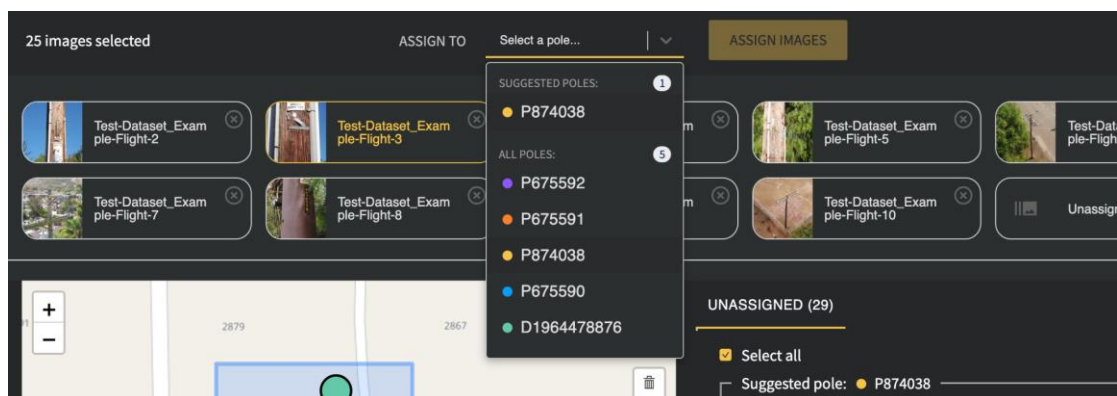 25 images selected
ASSIGN TO
Select a pole...
ASSIGN IMAGES
SUGGESTED POLES:
1
P874038
ALL POLES:
5
P675592
P675591
P874038
P675590
D1964478876
Test-Dataset_Exam
ple-Flight-2
Test-Dataset_Exam
ple-Flight-3
m
Test-Dataset_Exam
ple-Flight-5
Test-Dat
ple-Fligh
Test-Dataset_Exam
ple-Flight-7
Test-Dataset_Exam
ple-Flight-8
m
Test-Dataset_Exam
ple-Flight-10
Unassign
+
−
2879
2867
UNASSIGNED (29)
Select all
Suggested pole:
P874038